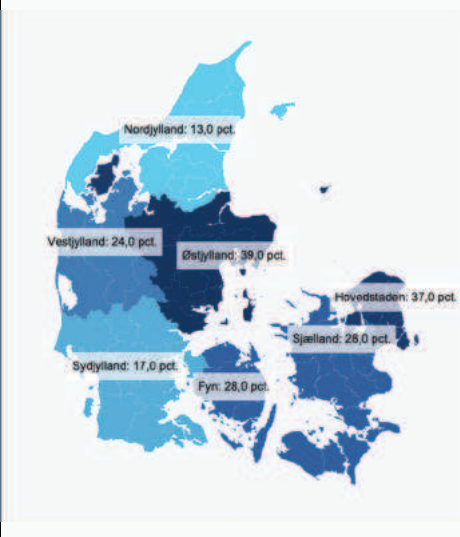 Nordjylland: 13,0 pct.
Vestjylland: 24,0 pct.
Østjylland: 39,0 pct.
Hovedstaden: 37,0 pct.
Sjælland: 28,0 pct.
Sydjylland: 17,0 pct.
Fyn: 28,0 pct.